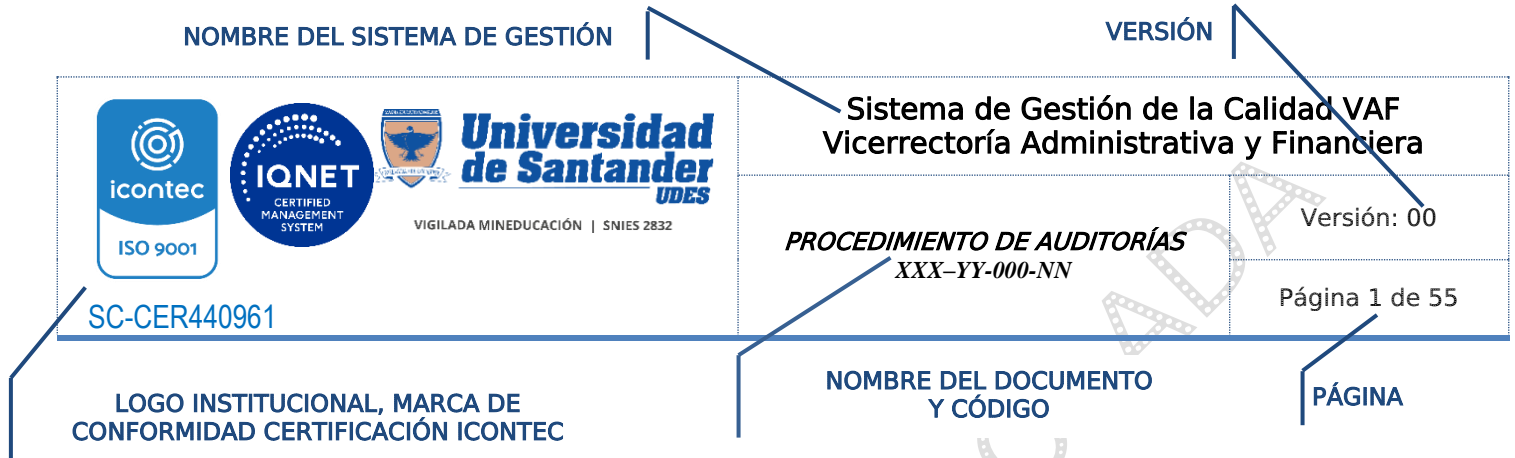 NOMBRE DEL SISTEMA DE GESTIÓN
VERSIÓN
icontec
ISO 9001
SC-CER440961
IQNET
CERTIFIED
MANAGEMENT
SYSTEM
Universidad
de Santander
UDES
VIGILADA MINEDUCACIÓN | SNIES 2832
Sistema de Gestión de la Calidad VAF
Vicerrectoría Administrativa y Financiera
PROCEDIMIENTO DE AUDITORÍAS
XXX–YY-000-NN
Versión: 00
Página 1 de 55
LOGO INSTITUCIONAL, MARCA DE
CONFORMIDAD CERTIFICACIÓN ICONTEC
NOMBRE DEL DOCUMENTO
Y CÓDIGO
PÁGINA